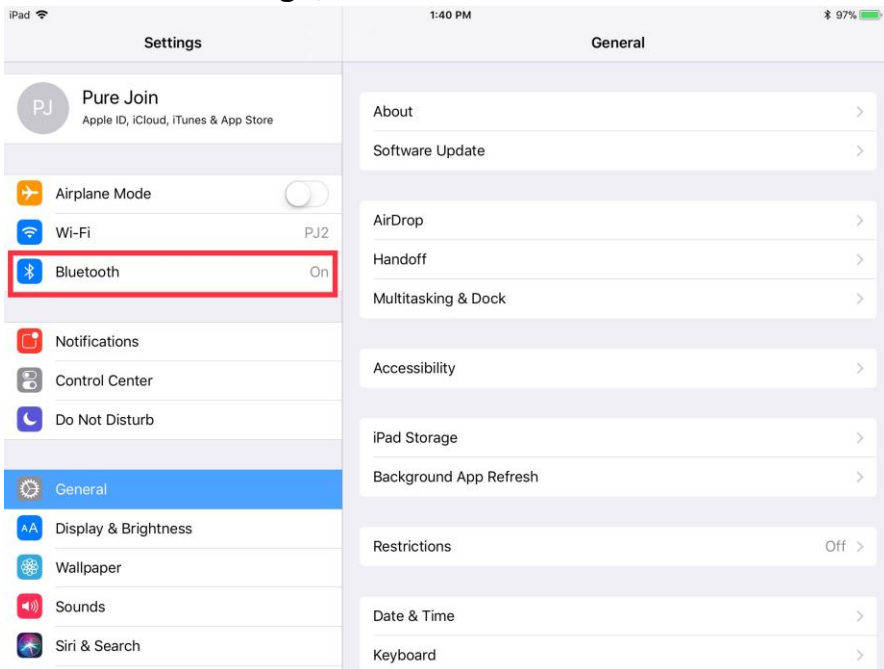 iPad 1:40 PM 97%
Settings
General
PJ
Pure Join
Apple ID, iCloud, iTunes & App Store
Airplane Mode
Wi-Fi PJ2
Bluetooth On
Notifications
Control Center
Do Not Disturb
General
AA Display & Brightness
Wallpaper
Sounds
Siri & Search
About
Software Update
AirDrop
Handoff
Multitasking & Dock
Accessibility
iPad Storage
Background App Refresh
Restrictions Off
Date & Time
Keyboard